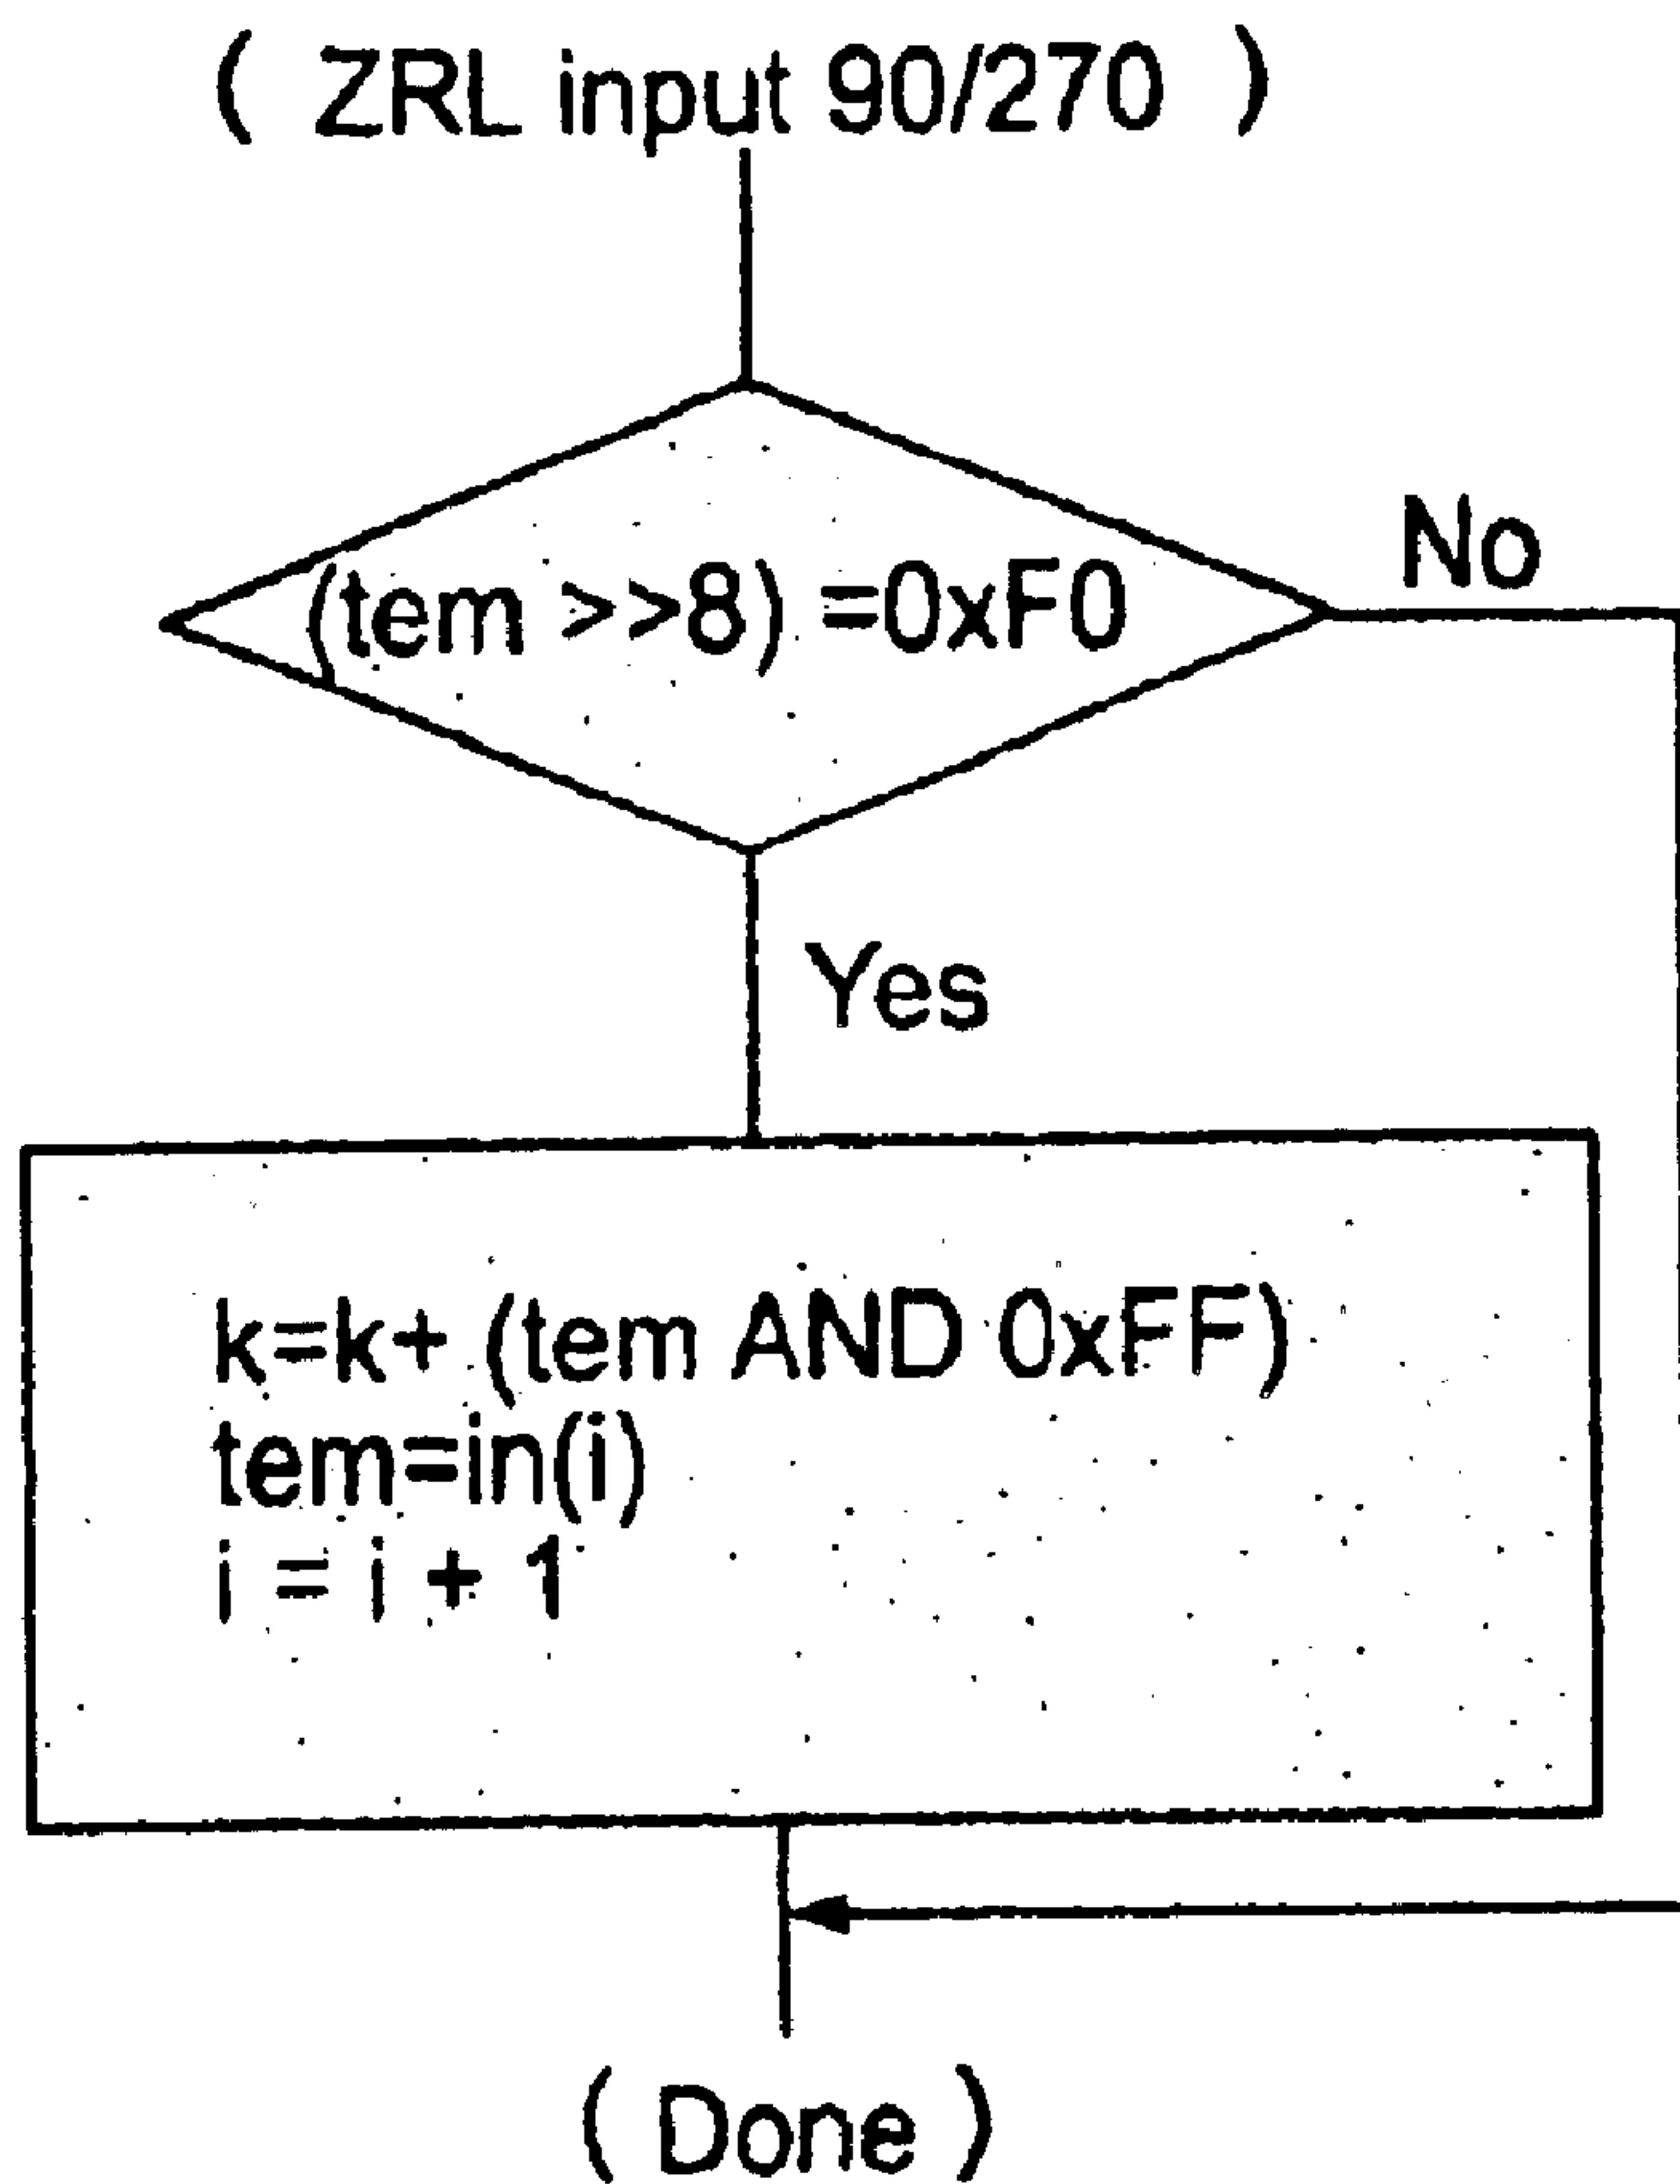 ( ZRL input 90/270 )
(tem >>8) =0xF0
No
Yes
k=k+ (tem AND 0xFF)
tem=in(i)
i = i + 1
( Done )